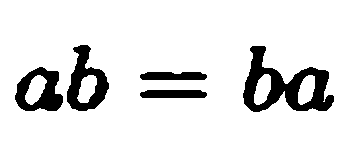 ab = ba